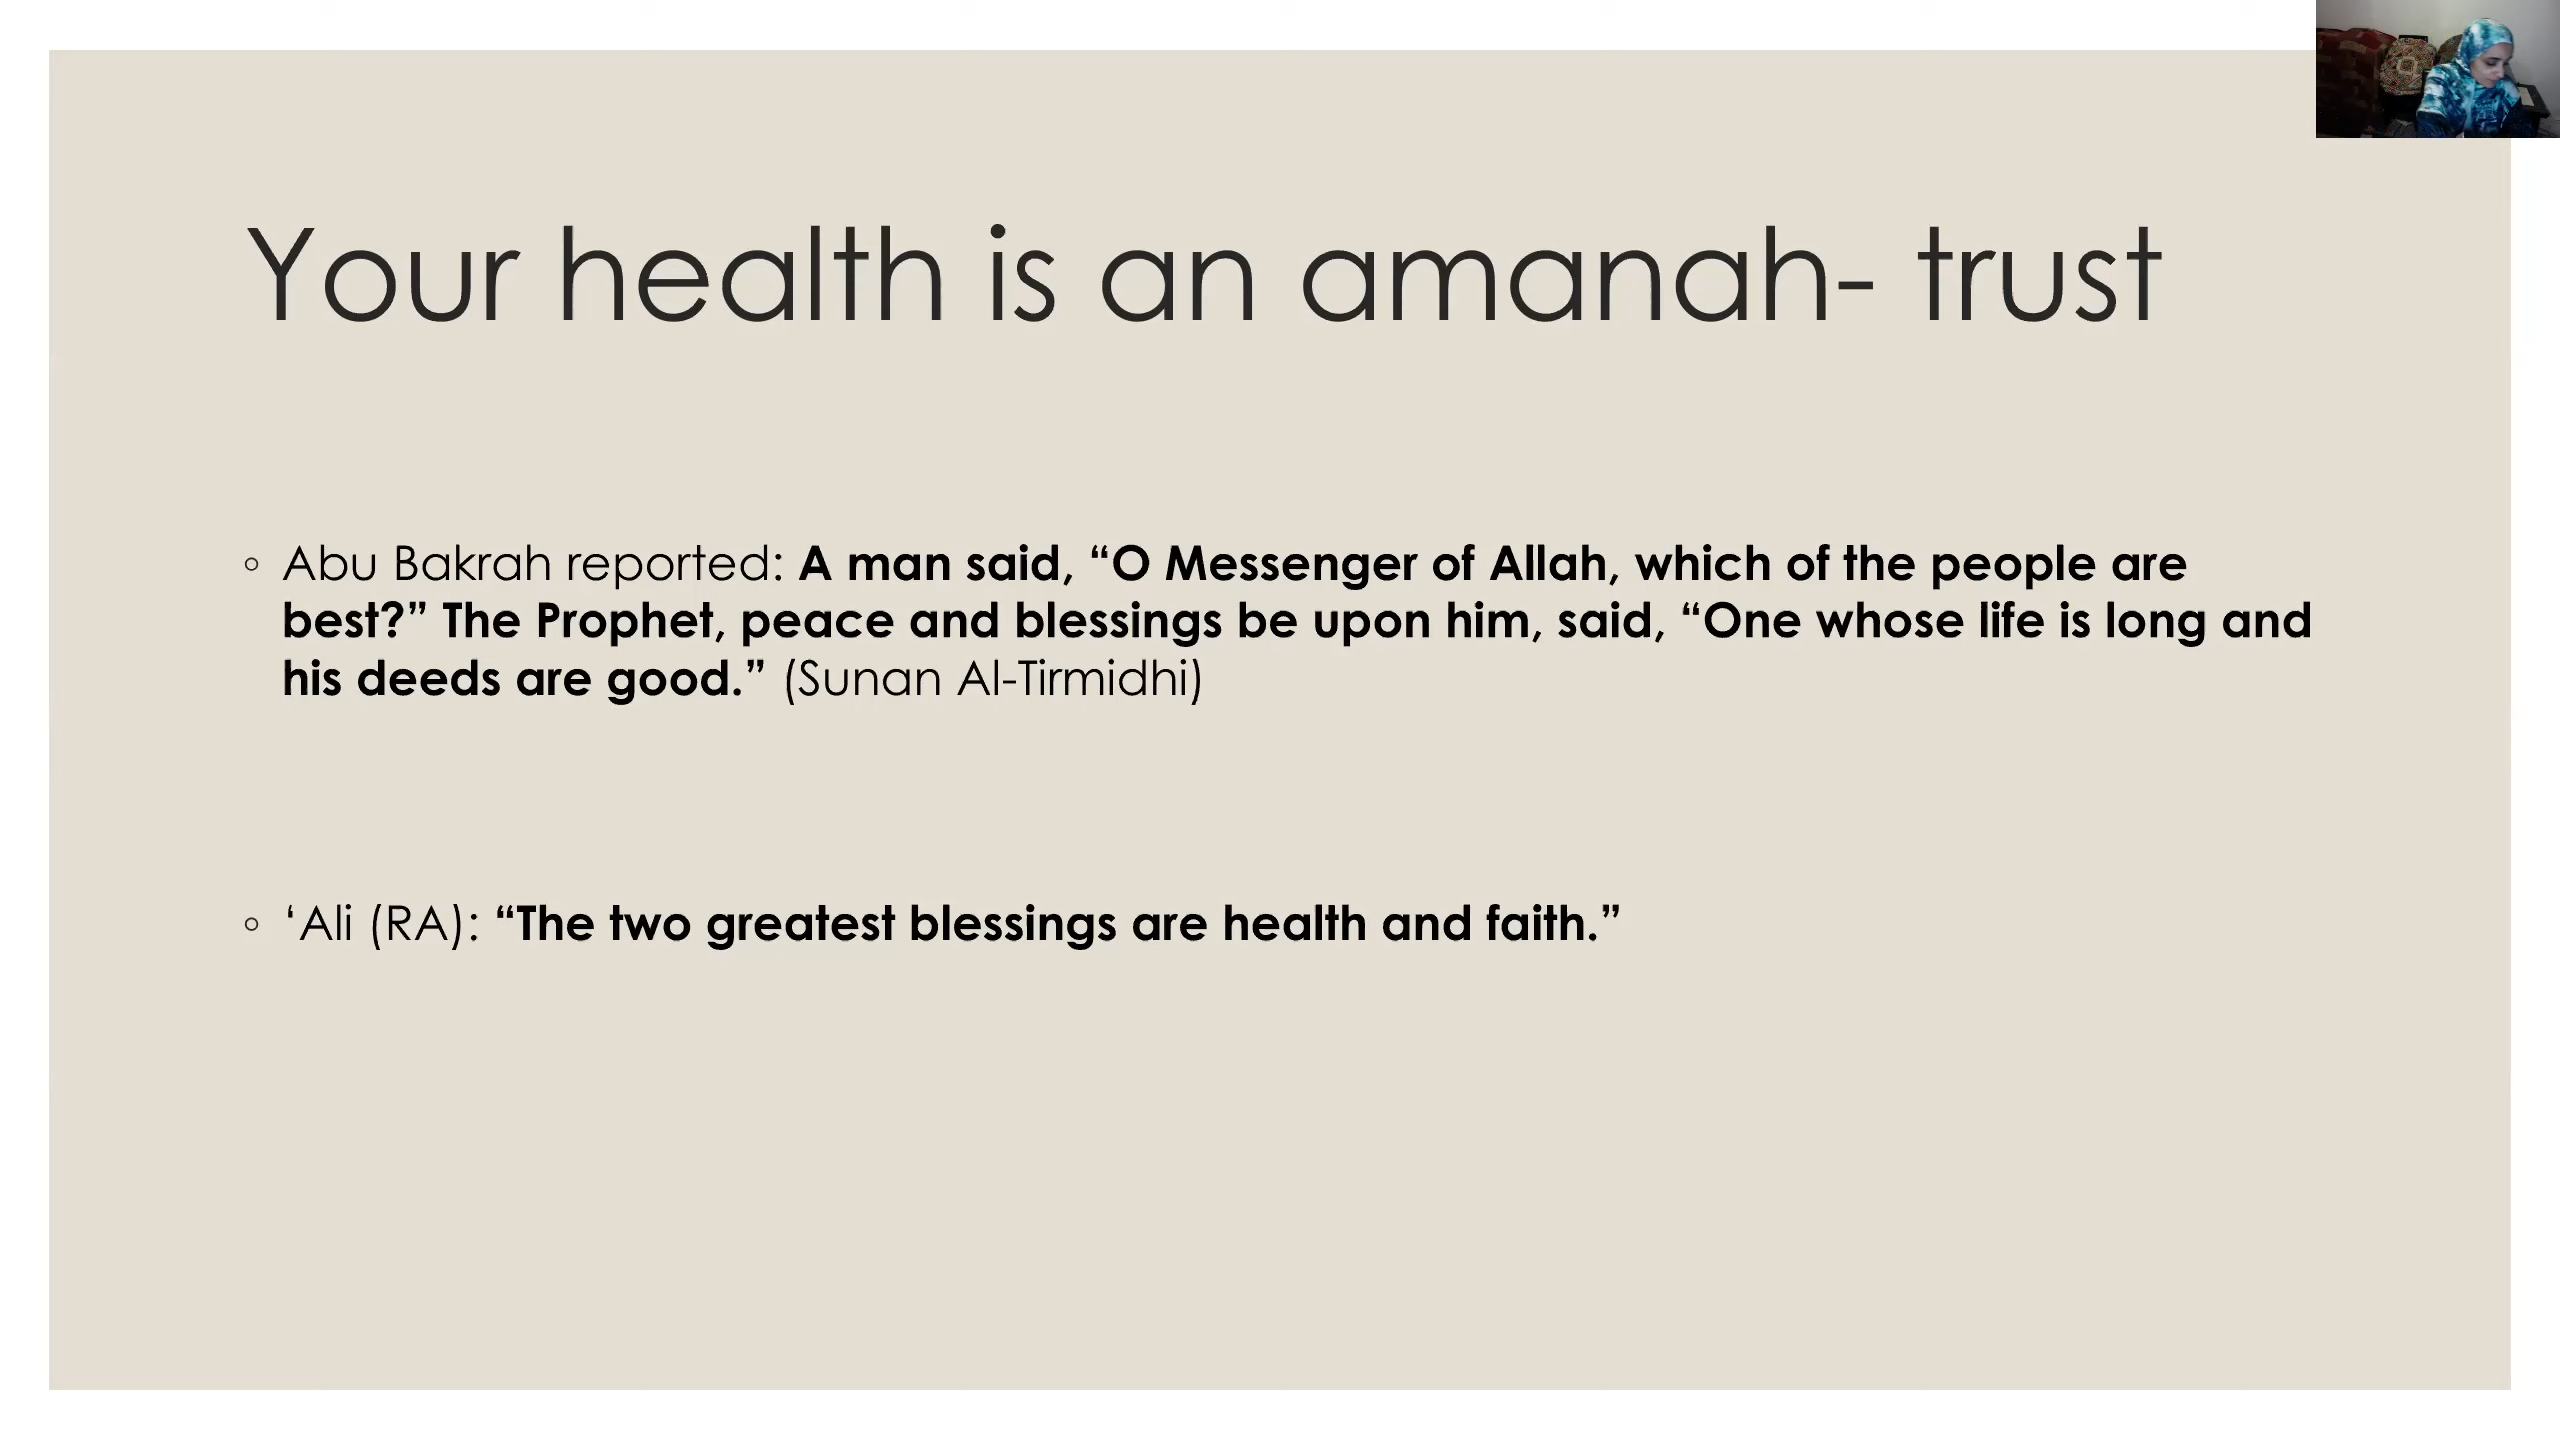 Your health is an amanah- trust
◦ Abu Bakrah reported: A man said, “O Messenger of Allah, which of the people are
best?” The Prophet, peace and blessings be upon him, said, “One whose life is long and
his deeds are good.” (Sunan Al-Tirmidhi)
◦ ‘Ali (RA): “The two greatest blessings are health and faith.”